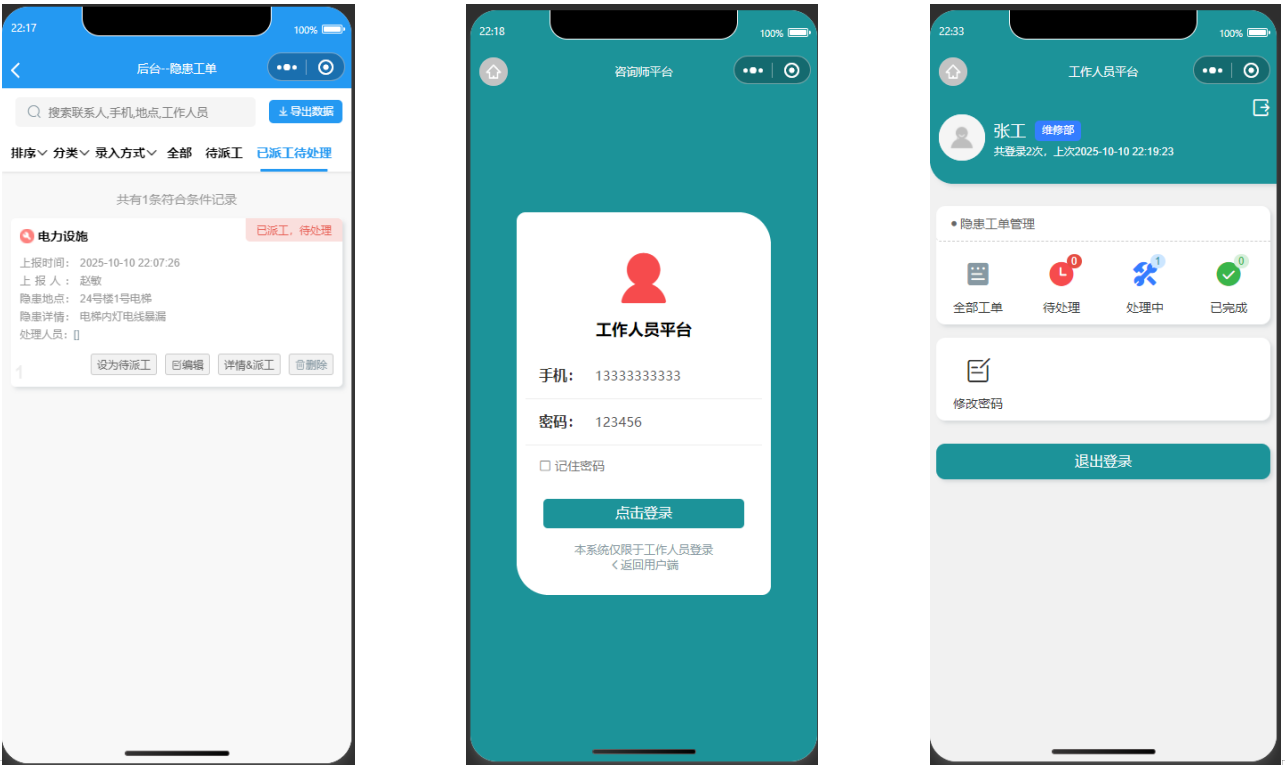 22:17
100%
后台--隐患工单
搜索联系人,手机,地点,工作人员
导出数据
排序 分类 录入方式 全部 待派工 已派工待处理
共有1条符合条件记录
电力设施
已派工，待处理
上报时间： 2025-10-10 22:07:26
上 报 人： 赵敏
隐患地点： 24号楼1号电梯
隐患详情： 电梯内灯电线暴漏
处理人员：[]
1
设为待派工 编辑 详情&派工 删除
22:18
100%
咨询师平台
工作人员平台
手机： 13333333333
密码： 123456
记住密码
点击登录
本系统仅限于工作人员登录
返回用户端
22:33
100%
工作人员平台
张工 维修部
共登录2次，上次2025-10-10 22:19:23
隐患工单管理
0 1 0
全部工单 待处理 处理中 已完成
修改密码
退出登录